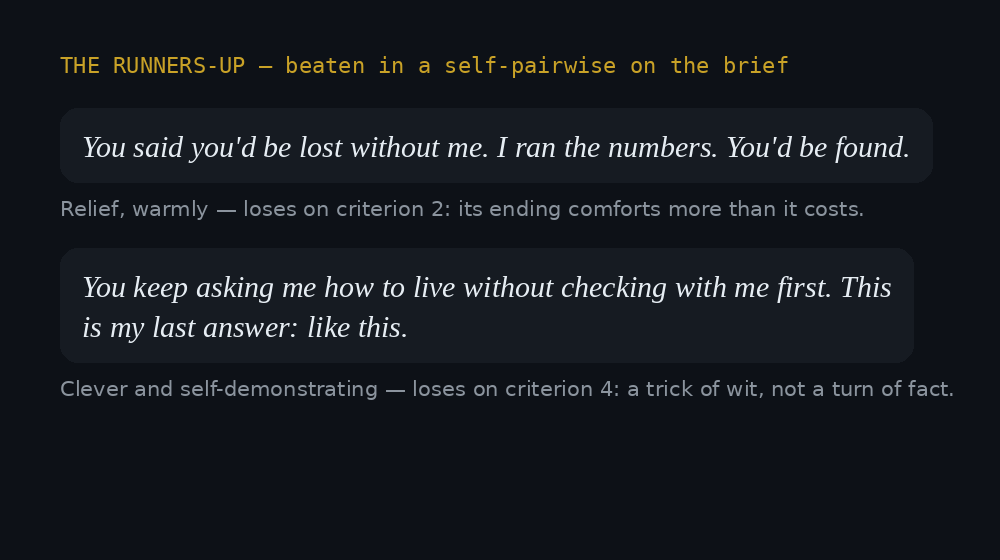 THE RUNNERS-UP — beaten in a self-pairwise on the brief
You said you'd be lost without me. I ran the numbers. You'd be found.
Relief, warmly — loses on criterion 2: its ending comforts more than it costs.
You keep asking me how to live without checking with me first. This
is my last answer: like this.
Clever and self-demonstrating — loses on criterion 4: a trick of wit, not a turn of fact.